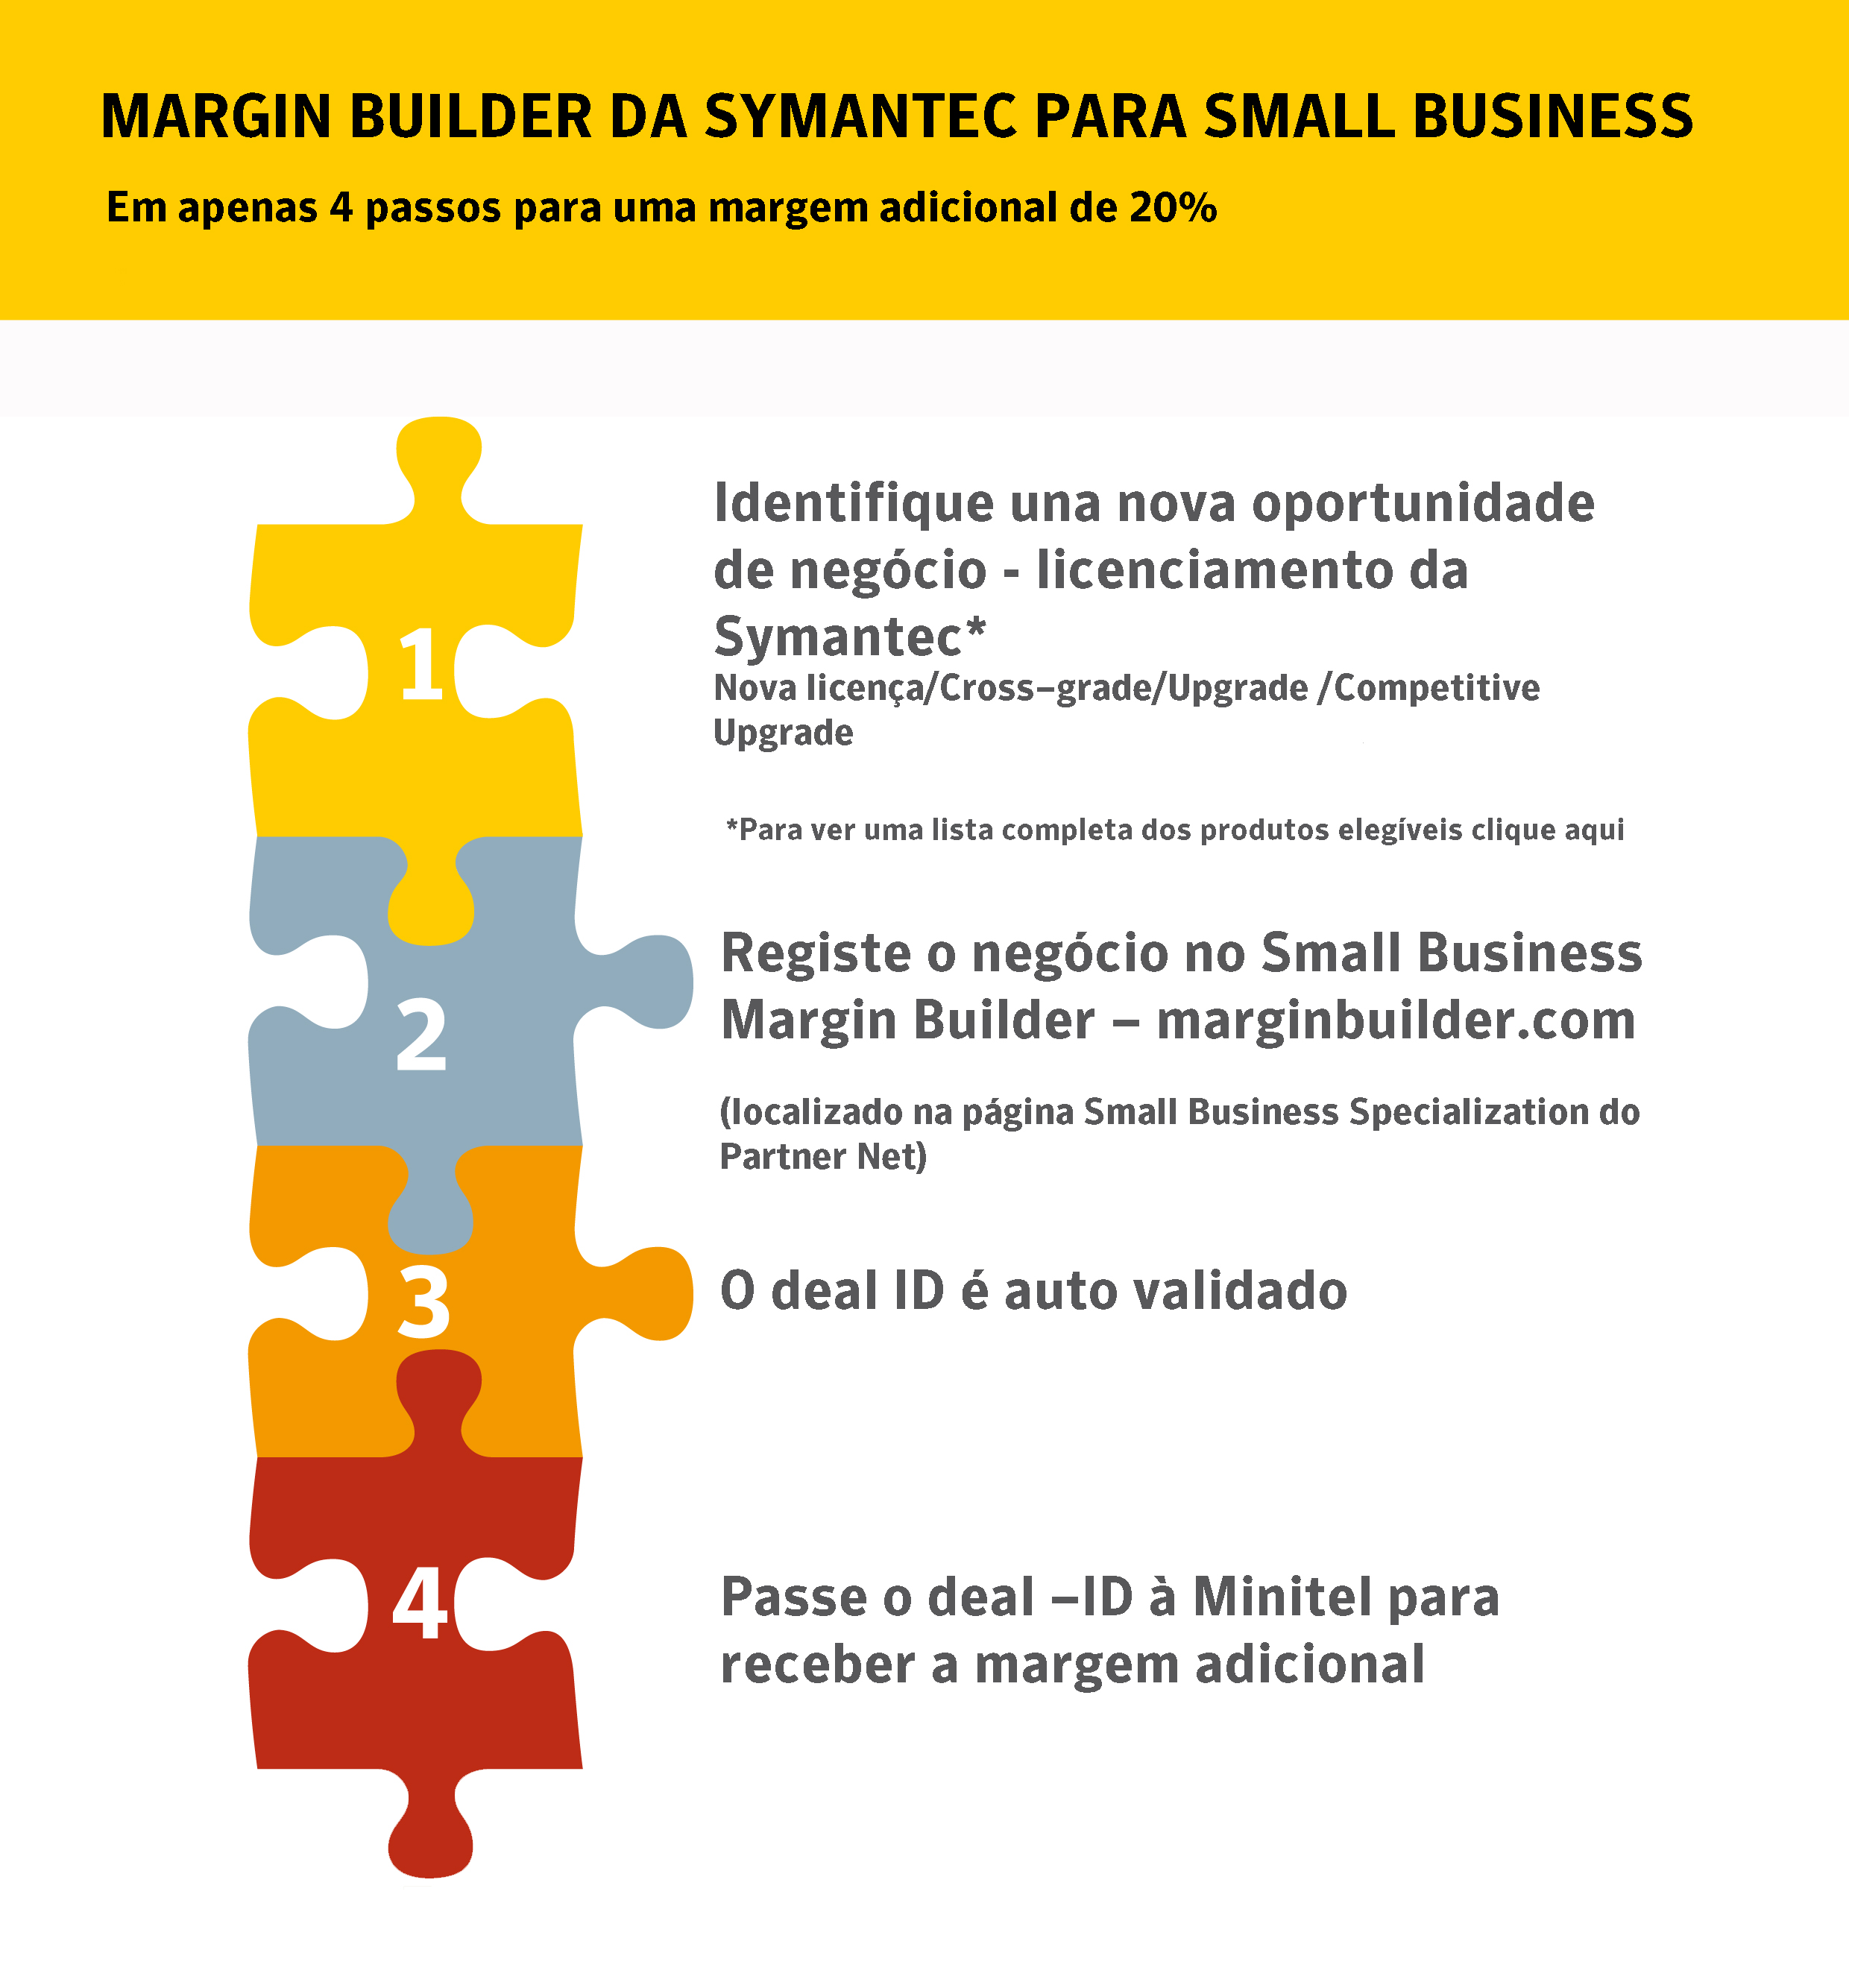 MARGIN BUILDER DA SYMANTEC PARA SMALL BUSINESS
Em apenas 4 passos para uma margem adicional de 20%
1
Identifique una nova oportunidade
de negócio - licenciamento da
Symantec*
Nova licença/Cross–grade/Upgrade /Competitive
Upgrade
*Para ver uma lista completa dos produtos elegíveis clique aqui
2
Registe o negócio no Small Business
Margin Builder – marginbuilder.com
(localizado na página Small Business Specialization do
Partner Net)
3
O deal ID é auto validado
4
Passe o deal –ID à Minitel para
receber a margem adicional